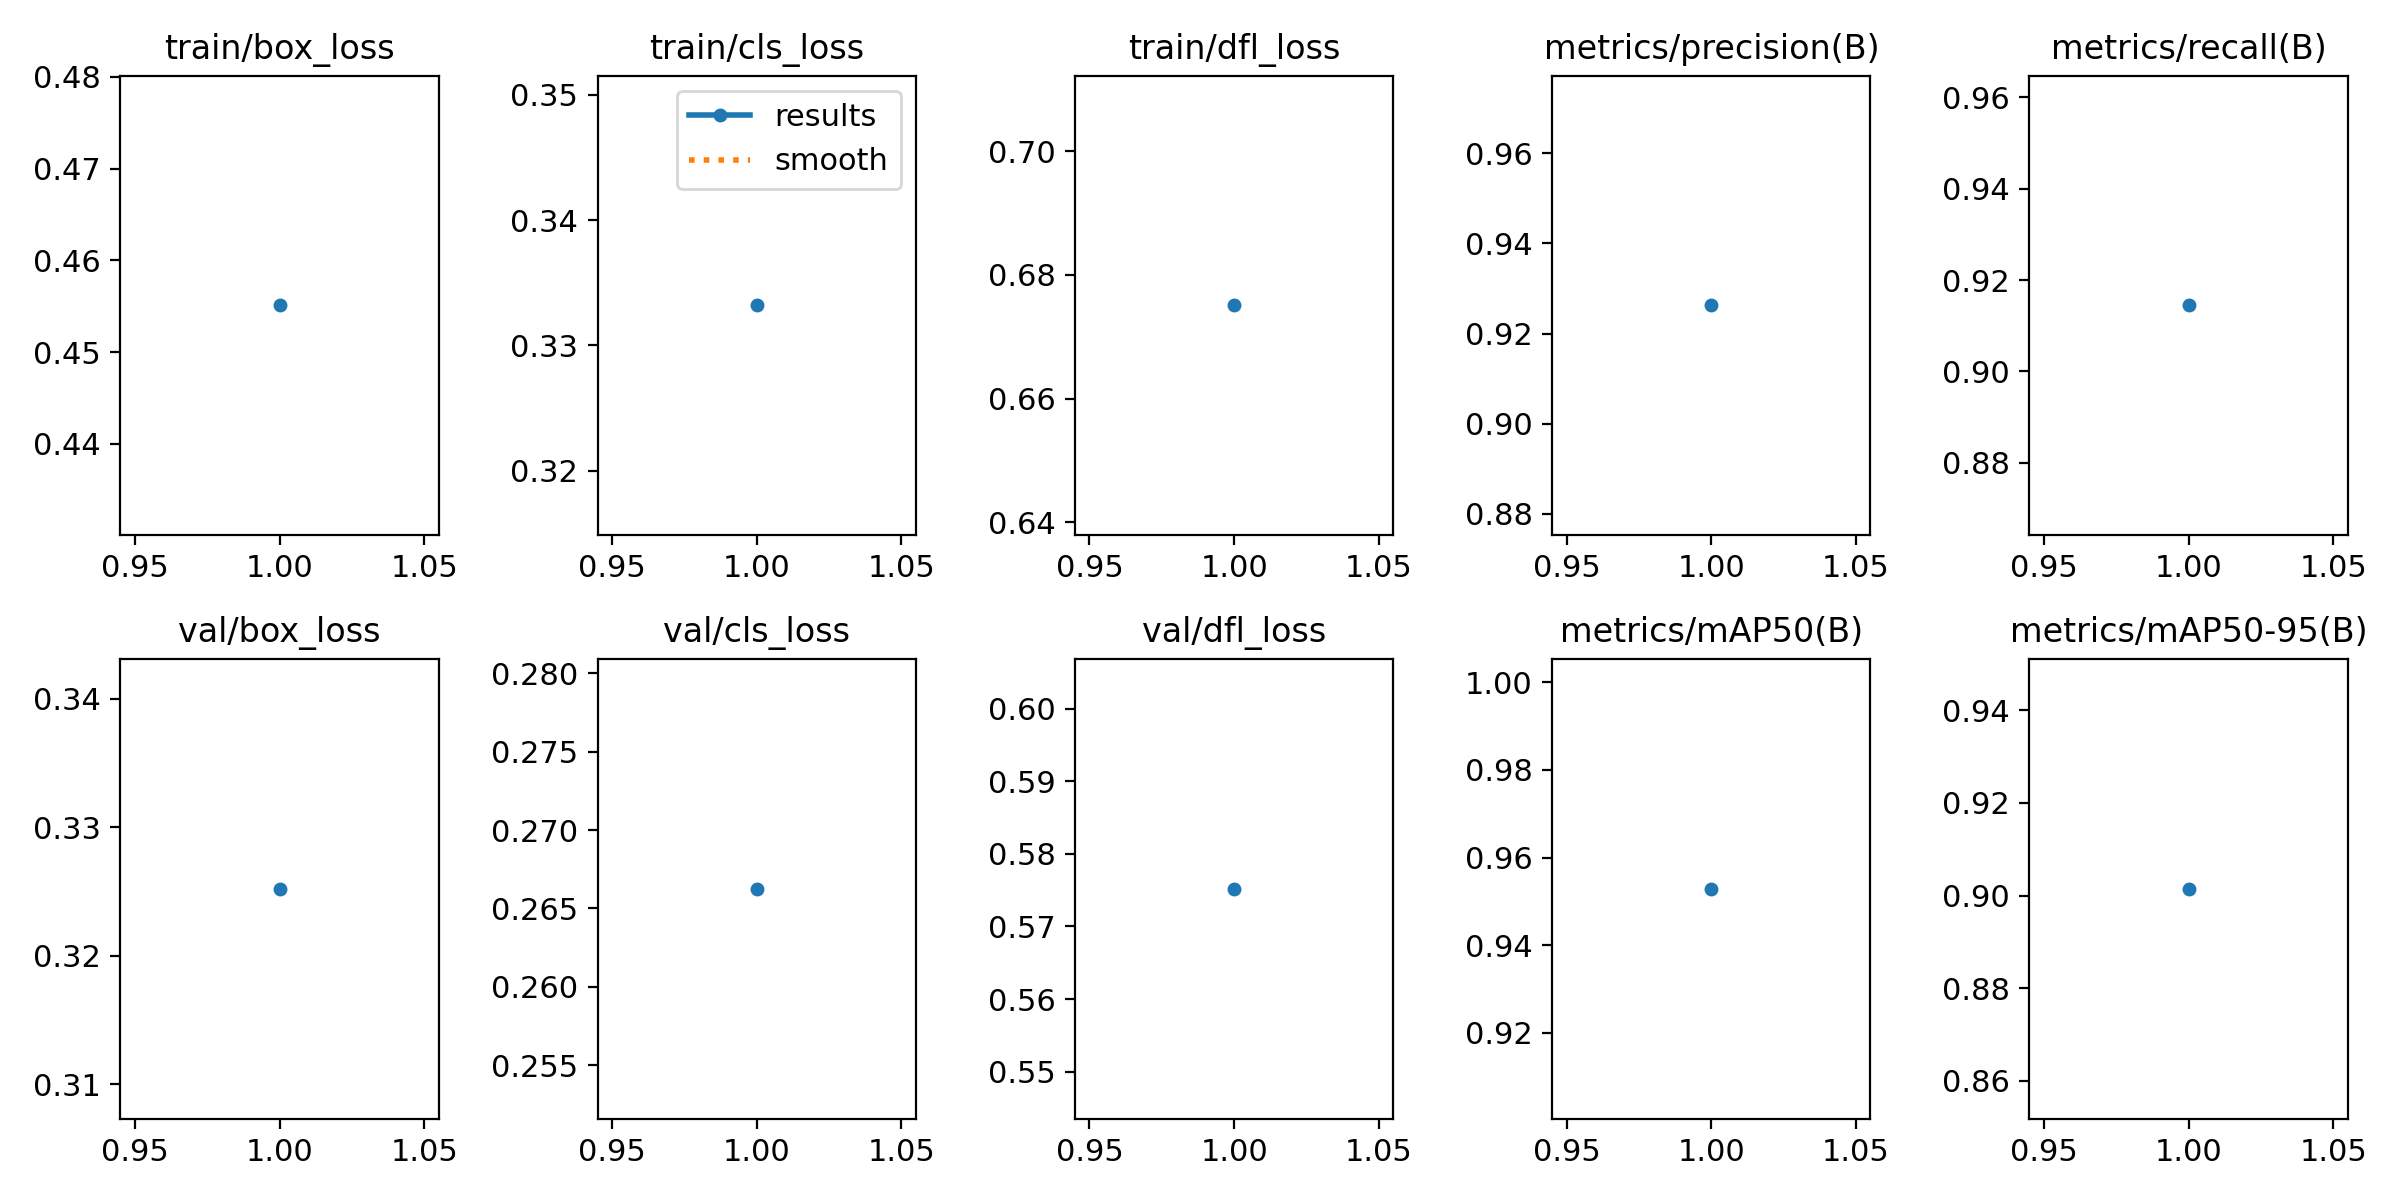 train/box_loss
0.48
0.47
0.46
0.45
0.44
0.95 1.00 1.05
train/cls_loss
results
smooth
0.35
0.34
0.33
0.32
0.95 1.00 1.05
train/dfl_loss
0.70
0.68
0.66
0.64
0.95 1.00 1.05
metrics/precision(B)
0.96
0.94
0.92
0.90
0.88
0.95 1.00 1.05
metrics/recall(B)
0.96
0.94
0.92
0.90
0.88
0.95 1.00 1.05
val/box_loss
0.34
0.33
0.32
0.31
0.95 1.00 1.05
val/cls_loss
0.280
0.275
0.270
0.265
0.260
0.255
0.95 1.00 1.05
val/dfl_loss
0.60
0.59
0.58
0.57
0.56
0.55
0.95 1.00 1.05
metrics/mAP50(B)
1.00
0.98
0.96
0.94
0.92
0.95 1.00 1.05
metrics/mAP50-95(B)
0.94
0.92
0.90
0.88
0.86
0.95 1.00 1.05